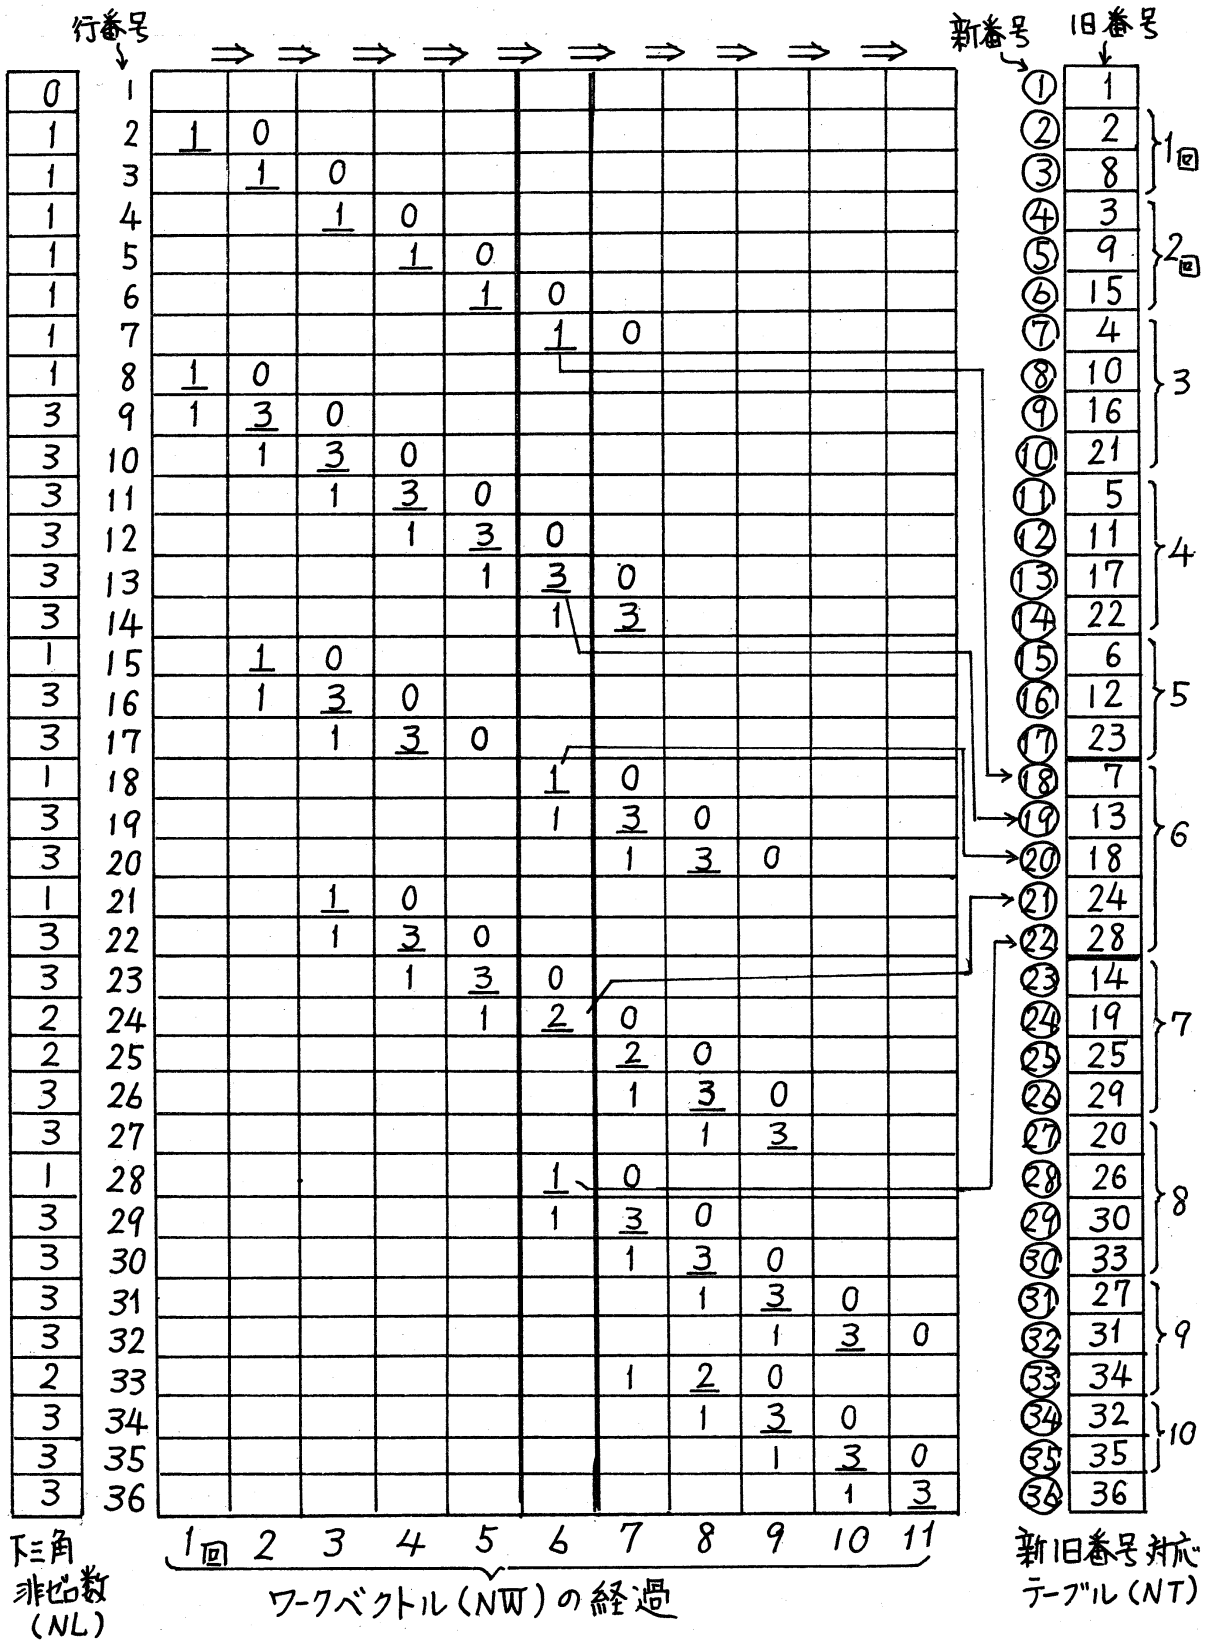 行番号 新番号 旧番号
0 1 ① 1
1 2 1 0 ② 2 1回
1 3 1 0 ③ 8
1 4 1 0 ④ 3
1 5 1 0 ⑤ 9 2回
1 6 1 0 ⑥ 15
1 7 1 0 ⑦ 4
1 8 1 0 ⑧ 10 3
3 9 1 3 0 ⑨ 16
3 10 1 3 0 ⑩ 21
3 11 1 3 0 ⑪ 5
3 12 1 3 0 ⑫ 11 4
3 13 1 3 0 ⑬ 17
3 14 1 3 ⑭ 22
1 15 1 0 ⑮ 6
3 16 1 3 0 ⑯ 12 5
3 17 1 3 0 ⑰ 23
1 18 1 0 ⑱ 7
3 19 1 3 0 ⑲ 13 6
3 20 1 3 0 ⑳ 18
1 21 1 0 ㉑ 24
3 22 1 3 0 ㉒ 28
3 23 1 3 0 ㉓ 14
2 24 1 2 0 ㉔ 19 7
2 25 2 0 ㉕ 25
3 26 1 3 0 ㉖ 29
3 27 1 3 ㉗ 20
1 28 1 0 ㉘ 26 8
3 29 1 3 0 ㉙ 30
3 30 1 3 0 ㉚ 33
3 31 1 3 0 ㉛ 27
3 32 1 3 0 ㉜ 31 9
2 33 1 2 0 ㉝ 34
3 34 1 3 0 ㉞ 32
3 35 1 3 0 ㉟ 35 10
3 36 1 3 ㊱ 36
1回 2 3 4 5 6 7 8 9 10 11
下三角
非ゼロ数
(NL)
ワークベクトル(NW)の経過
新旧番号対応
テーブル(NT)